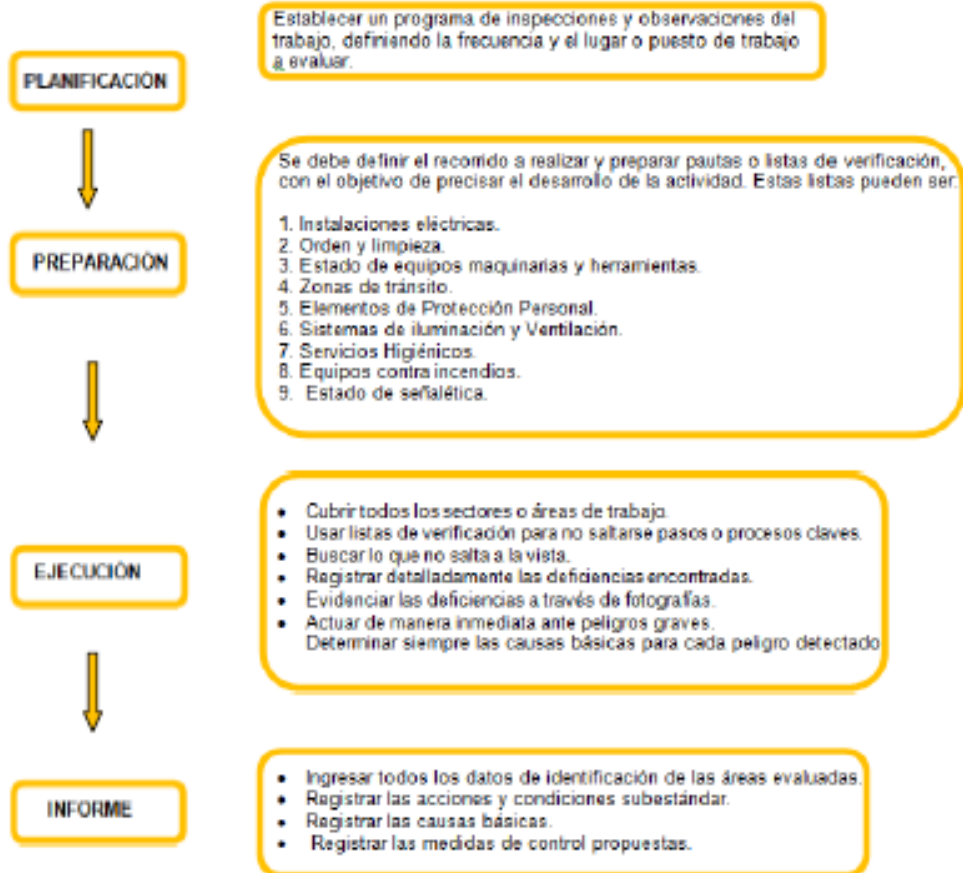 Establecer un programa de inspecciones y observaciones del
trabajo, definiendo la frecuencia y el lugar o puesto de trabajo
a evaluar.
PLANIFICACIÓN
Se debe definir el recorrido a realizar y preparar pautas o listas de verificación,
con el objetivo de precisar el desarrollo de la actividad. Estas listas pueden ser:
1. Instalaciones eléctricas.
2. Orden y limpieza.
3. Estado de equipos maquinarias y herramientas.
4. Zonas de tránsito.
5. Elementos de Protección Personal.
6. Sistemas de iluminación y Ventilación.
7. Servicios Higiénicos.
8. Equipos contra incendios.
9. Estado de señalética.
PREPARACIÓN
• Cubrir todos los sectores o áreas de trabajo.
• Usar listas de verificación para no saltarse pasos o procesos claves.
• Buscar lo que no salta a la vista.
• Registrar detalladamente las deficiencias encontradas.
• Evidenciar las deficiencias a través de fotografías.
• Actuar de manera inmediata ante peligros graves.
Determinar siempre las causas básicas para cada peligro detectado
EJECUCIÓN
• Ingresar todos los datos de identificación de las áreas evaluadas.
• Registrar las acciones y condiciones subestándar.
• Registrar las causas básicas.
• Registrar las medidas de control propuestas.
INFORME